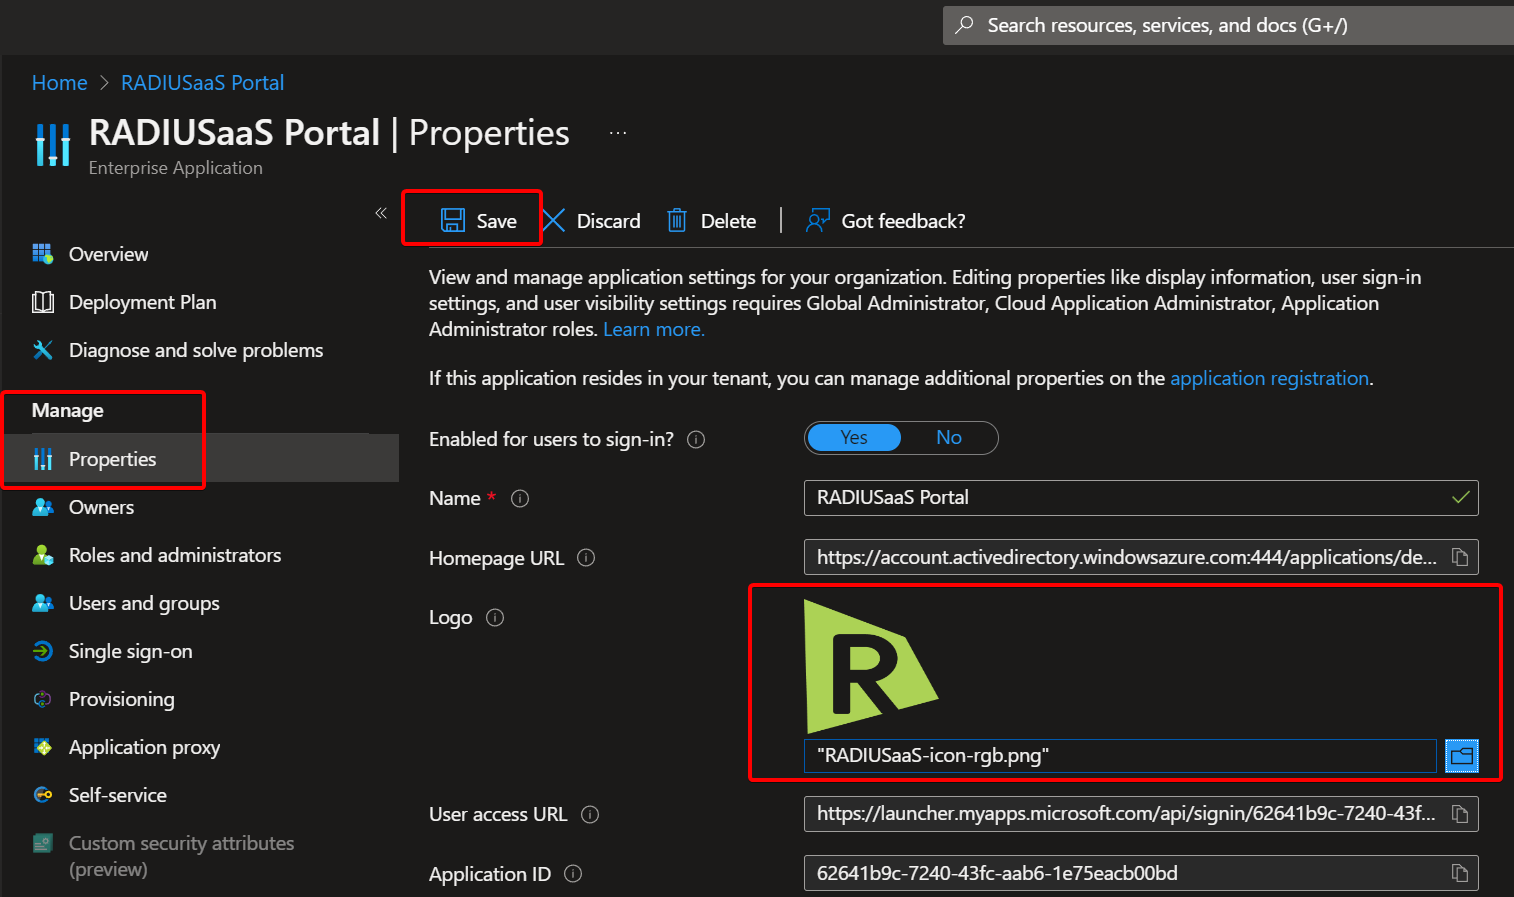 Search resources, services, and docs (G+/)
Home > RADIUSaaS Portal
RADIUSaaS Portal | Properties ...
Enterprise Application
«
Save
Discard
Delete
Got feedback?
Overview
Deployment Plan
Diagnose and solve problems
Manage
Properties
Owners
Roles and administrators
Users and groups
Single sign-on
Provisioning
Application proxy
Self-service
Custom security attributes
(preview)
View and manage application settings for your organization. Editing properties like display information, user sign-in
settings, and user visibility settings requires Global Administrator, Cloud Application Administrator, Application
Administrator roles. Learn more.
If this application resides in your tenant, you can manage additional properties on the application registration.
Enabled for users to sign-in?
Yes
No
Name *
RADIUSaaS Portal
Homepage URL
https://account.activedirectory.windowsazure.com:444/applications/de...
Logo
R
"RADIUSaaS-icon-rgb.png"
User access URL
https://launcher.myapps.microsoft.com/api/signin/62641b9c-7240-43f...
Application ID
62641b9c-7240-43fc-aab6-1e75eacb00bd